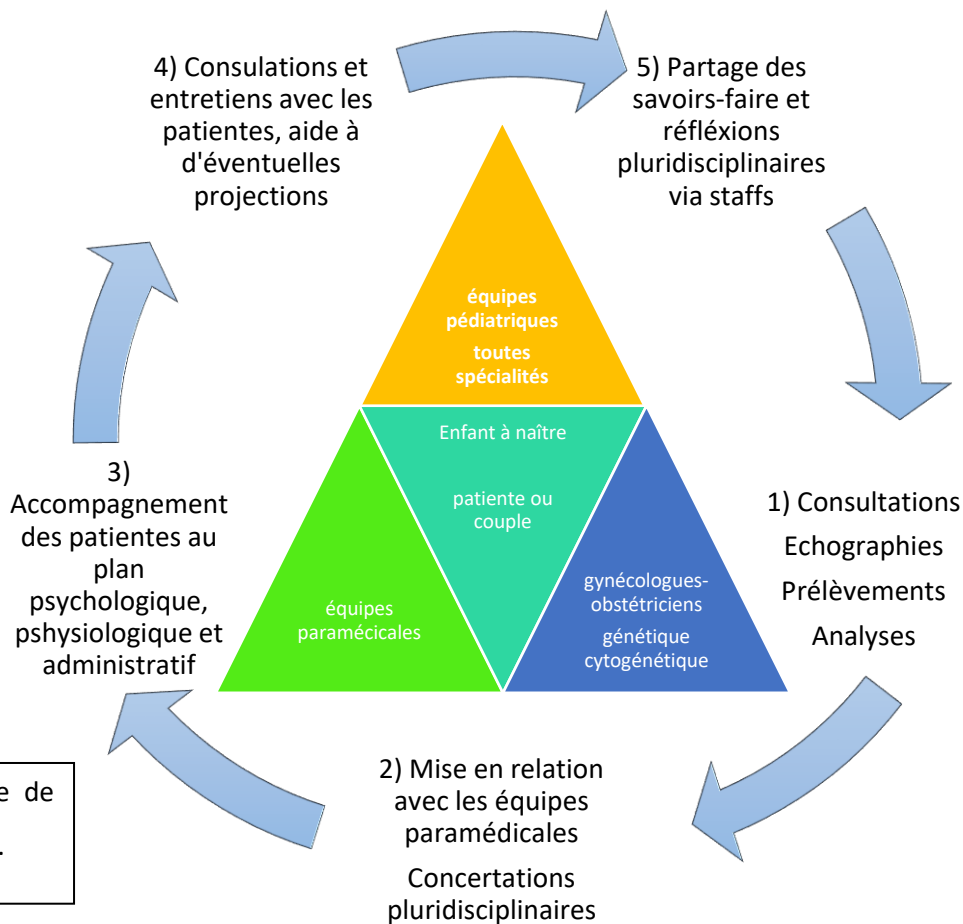 4) Consulations et
entretiens avec les
patientes, aide à
d'éventuelles
projections
5) Partage des
savoirs-faire et
réfléxions
pluridisciplinaires
via staffs
équipes
pédiatriques
toutes
spécialités
Enfant à naître
patiente ou
couple
équipes
paramécicales
gynécologues-
obstétriciens
génétique
cytogénétique
1) Consultations
Echographies
Prélèvements
Analyses
3)
Accompagnement
des patientes au
plan
psychologique,
pshysiologique et
administratif
2) Mise en relation
avec les équipes
paramédicales
Concertations
pluridisciplinaires
e de
.